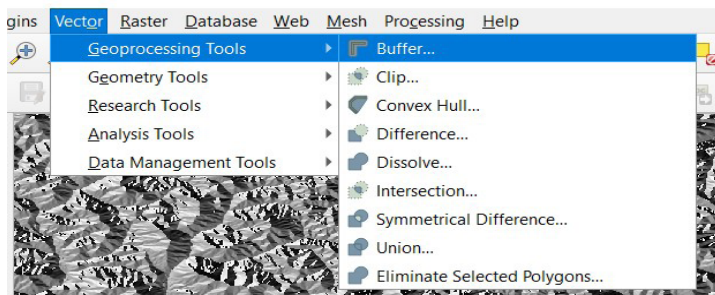 gins Vector Raster Database Web Mesh Processing Help
Geoprocessing Tools
Geometry Tools
Research Tools
Analysis Tools
Data Management Tools
Buffer...
Clip...
Convex Hull...
Difference...
Dissolve...
Intersection...
Symmetrical Difference...
Union...
Eliminate Selected Polygons...